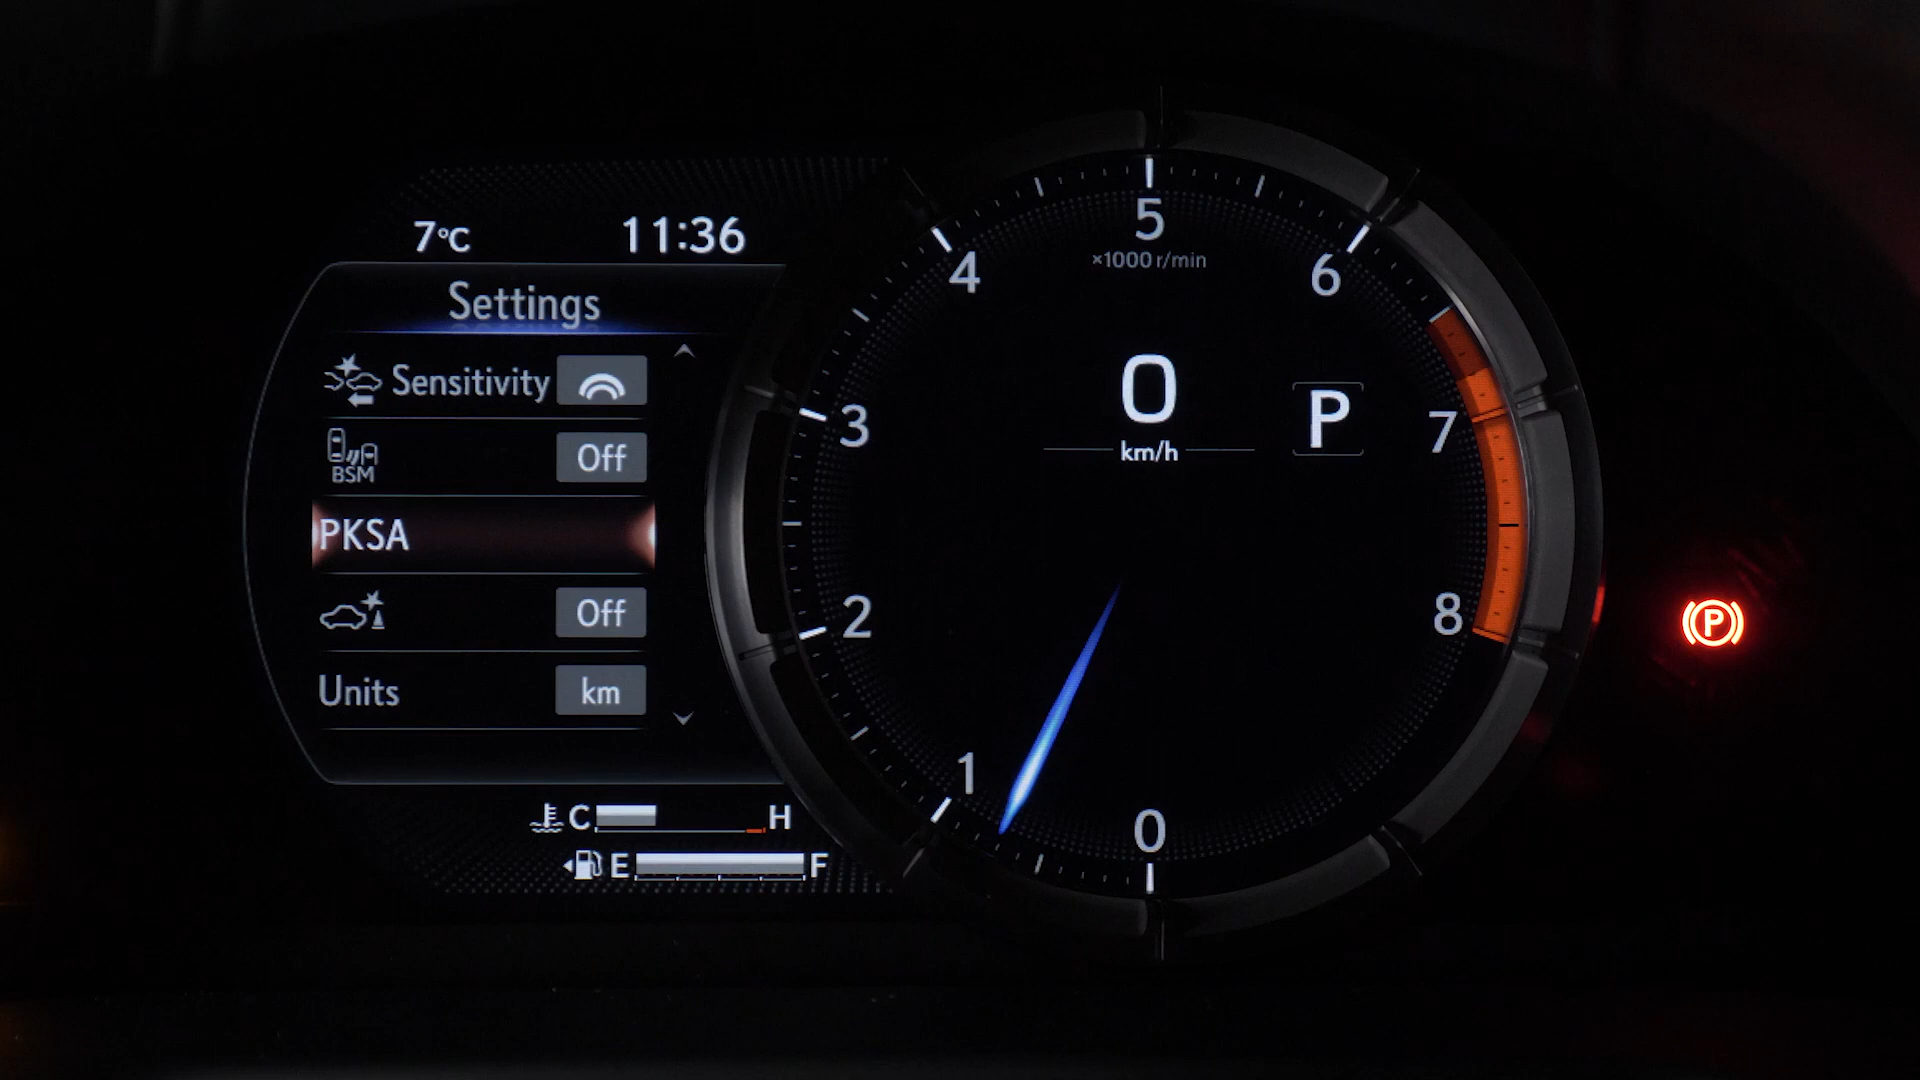 7°C 11:36
Settings
Sensitivity
BSM Off
PKSA
Off
Units km
C H
E F
5
×1000 r/min
4 6
3 7
0
km/h
P
2 8
1
0
P